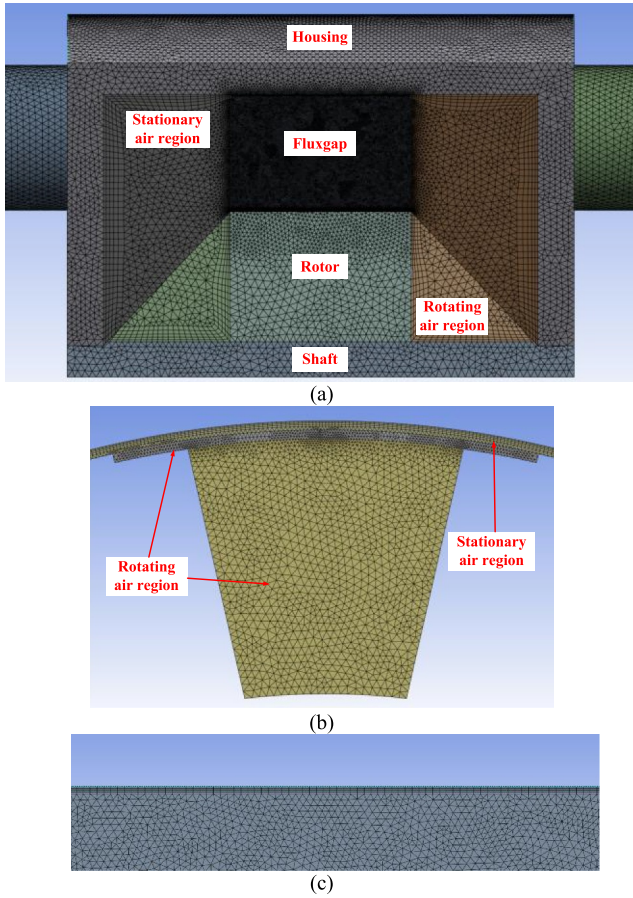 Housing
Stationary
air region
Fluxgap
Rotor
Rotating
air region
Shaft
(a)
Rotating
air region
Stationary
air region
(b)
(c)